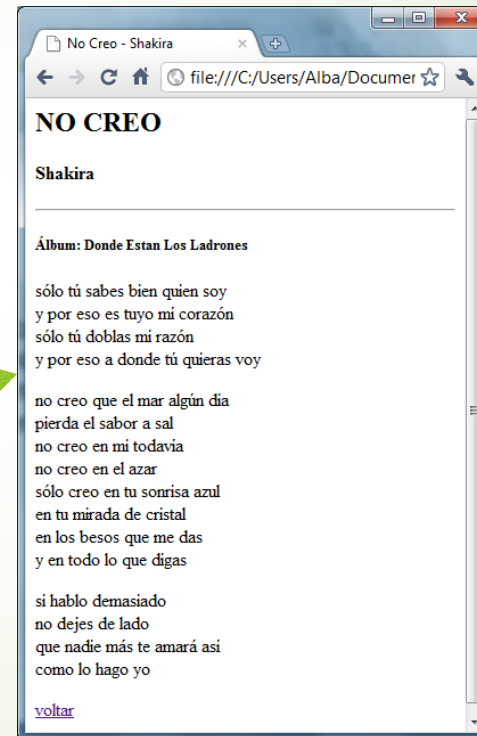 No Creo - Shakira
file:///C:/Users/Alba/Documer
NO CREO
Shakira
Álbum: Donde Estan Los Ladrones
sólo tú sabes bien quien soy
y por eso es tuyo mi corazón
sólo tú doblas mi razón
y por eso a donde tú quieras voy
no creo que el mar algún dia
pierda el sabor a sal
no creo en mi todavia
no creo en el azar
sólo creo en tu sonrisa azul
en tu mirada de cristal
en los besos que me das
y en todo lo que digas
si hablo demasiado
no dejes de lado
que nadie más te amará asi
como lo hago yo
voltar